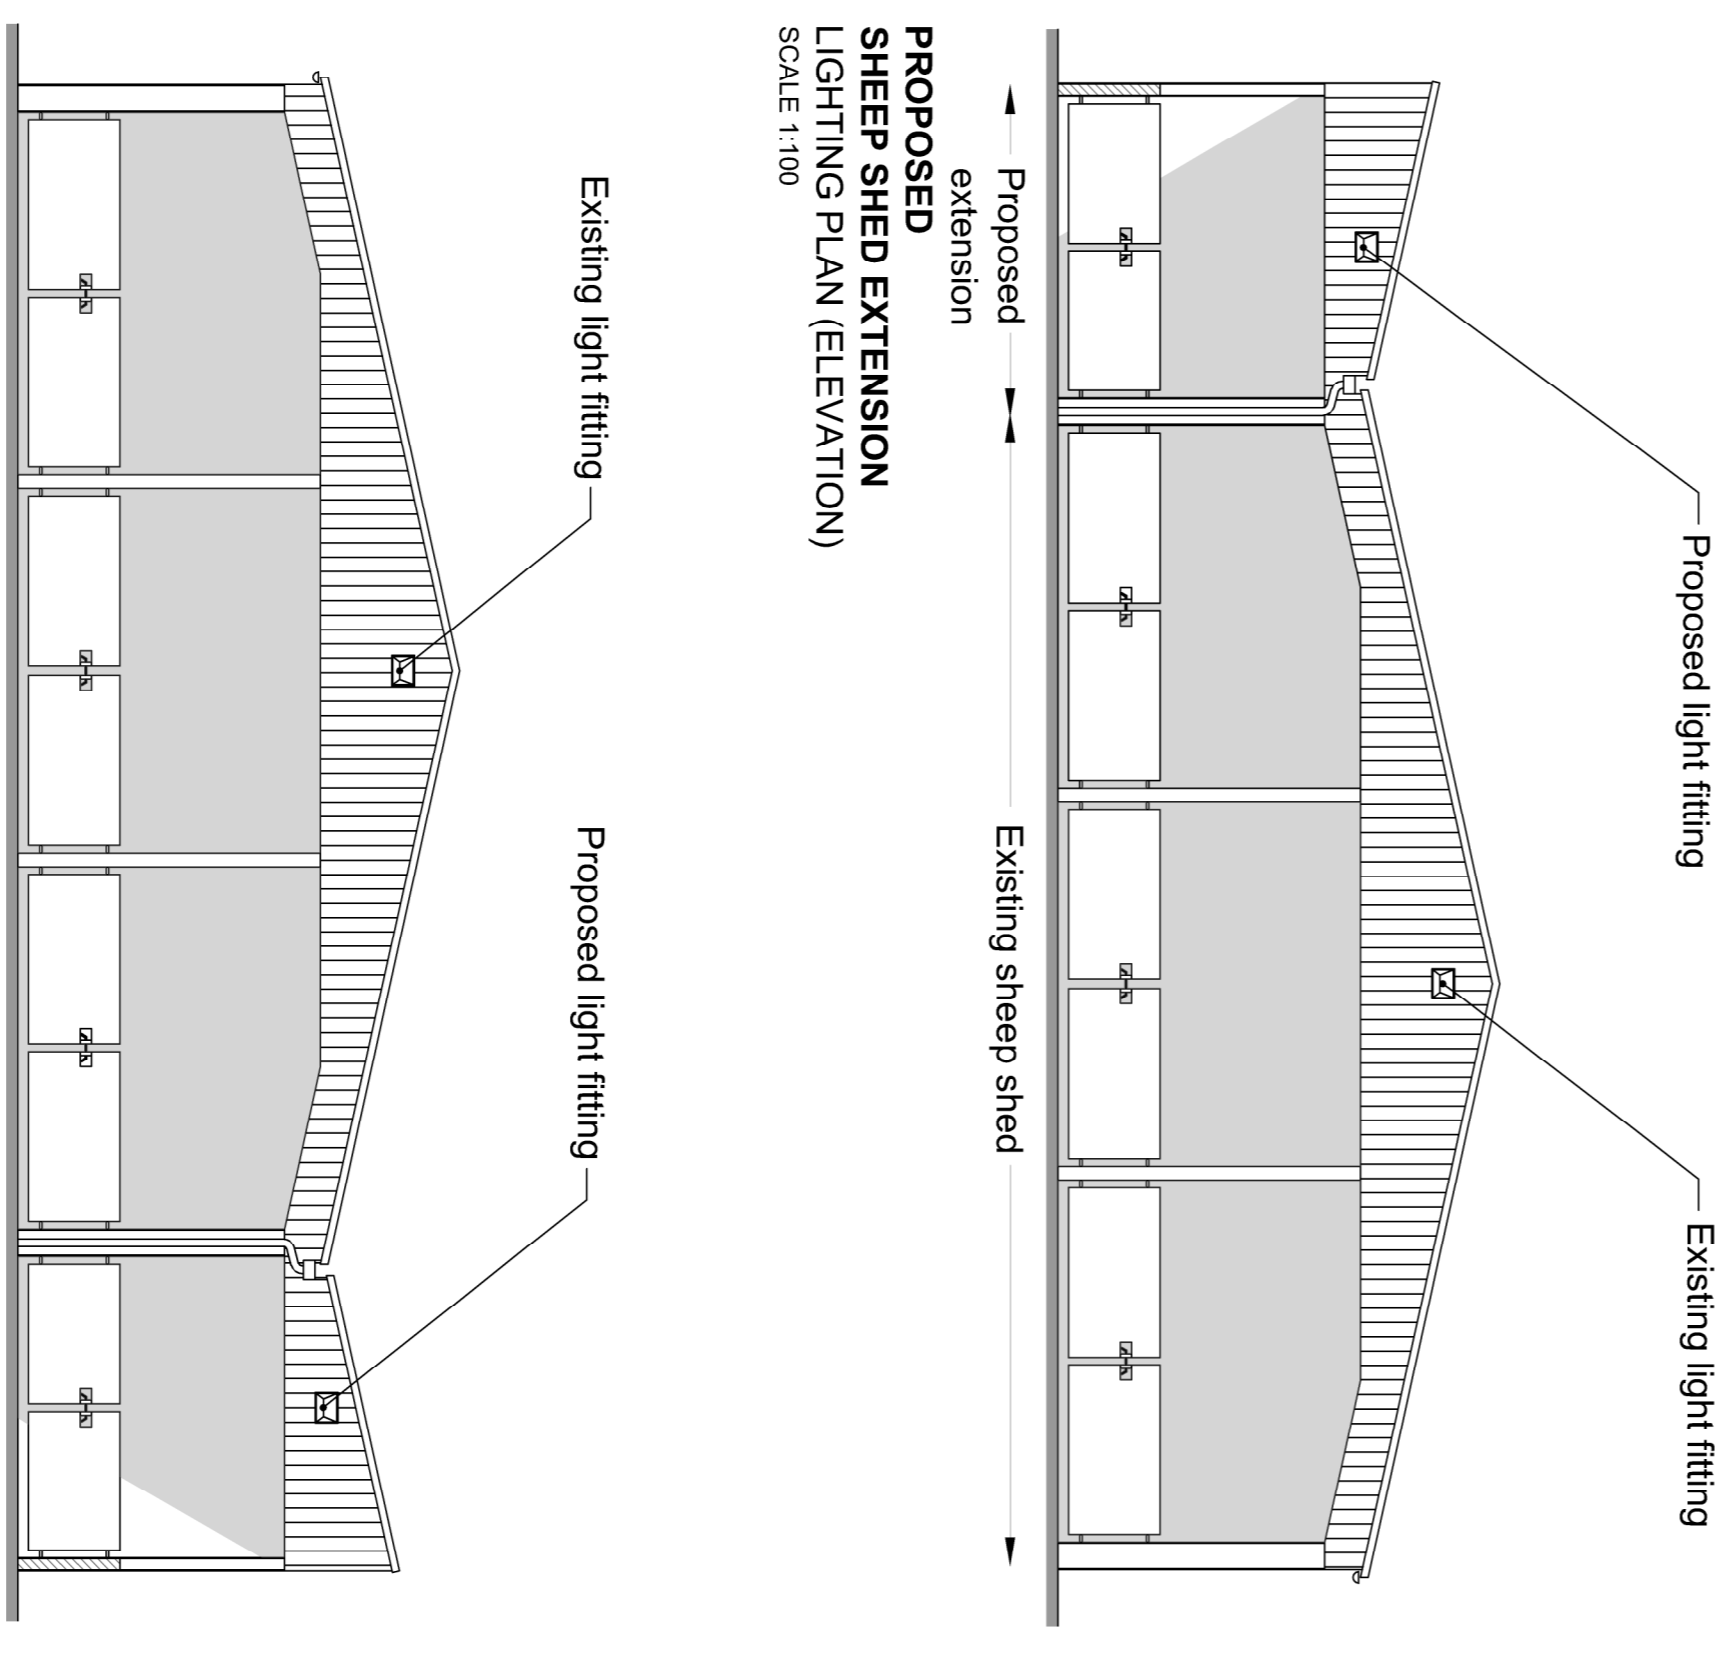 Proposed light fitting
Existing light fitting
Proposed
extension
Existing sheep shed
PROPOSED
SHEEP SHED EXTENSION
LIGHTING PLAN (ELEVATION)
SCALE 1:100
Existing light fitting
Proposed light fitting